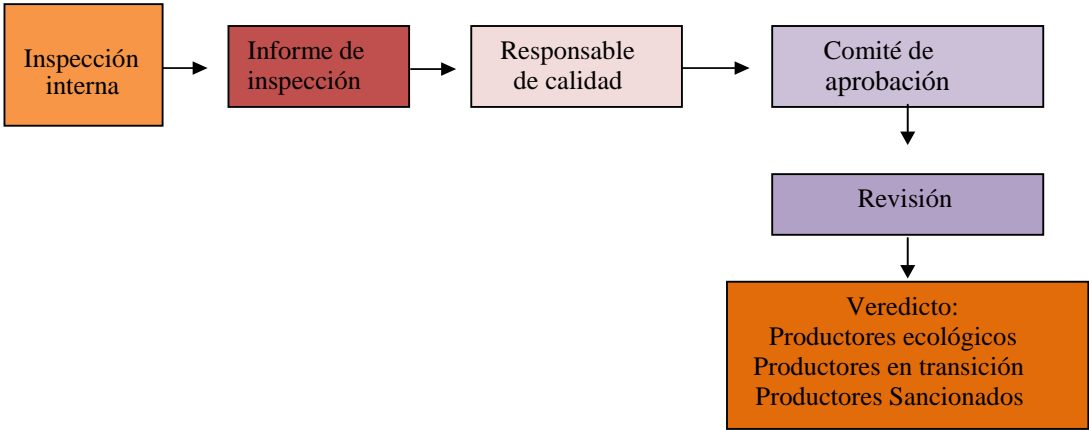 Inspección
interna
Informe de
inspección
Responsable
de calidad
Comité de
aprobación
Revisión
Veredicto:
Productores ecológicos
Productores en transición
Productores Sancionados